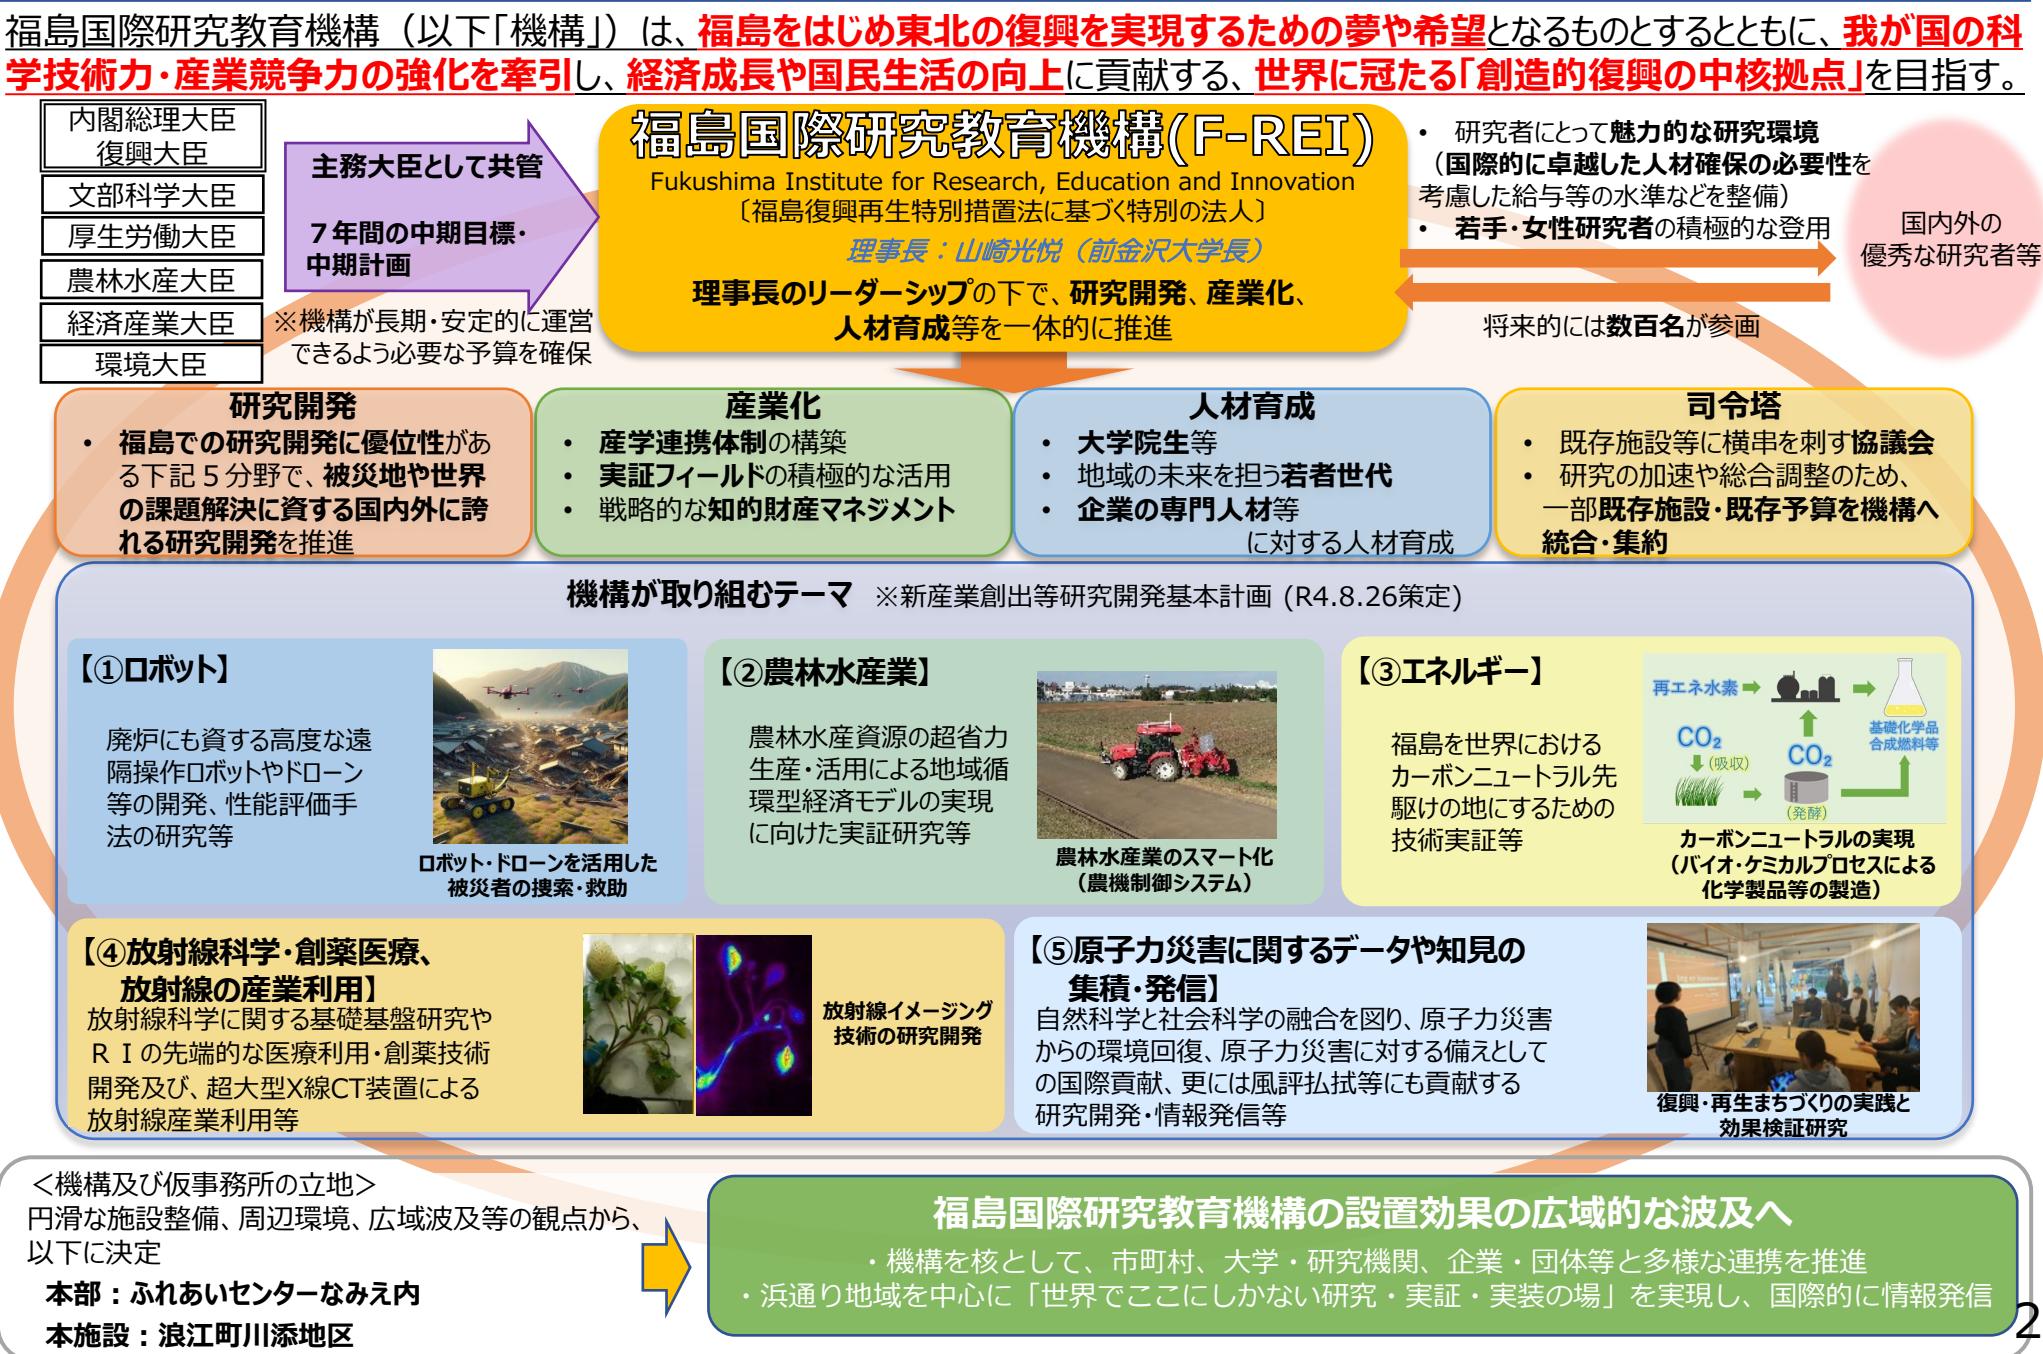 福島国際研究教育機構（以下「機構」）は、福島をはじめ東北の復興を実現するための夢や希望となるものとするとともに、我が国の科
学技術力・産業競争力の強化を牽引し、経済成長や国民生活の向上に貢献する、世界に冠たる「創造的復興の中核拠点」を目指す。
内閣総理大臣
復興大臣
文部科学大臣
厚生労働大臣
農林水産大臣
経済産業大臣
環境大臣
主務大臣として共管
７年間の中期目標・
中期計画
※機構が長期・安定的に運営
できるよう必要な予算を確保
福島国際研究教育機構(F-REI)
Fukushima Institute for Research, Education and Innovation
〔福島復興再生特別措置法に基づく特別の法人〕
理事長：山崎光悦（前金沢大学長）
理事長のリーダーシップの下で、研究開発、産業化、
人材育成等を一体的に推進
• 研究者にとって魅力的な研究環境
（国際的に卓越した人材確保の必要性を
考慮した給与等の水準などを整備）
• 若手・女性研究者の積極的な登用
将来的には数百名が参画
国内外の
優秀な研究者等
研究開発
• 福島での研究開発に優位性があ
る下記５分野で、被災地や世界
の課題解決に資する国内外に誇
れる研究開発を推進
産業化
• 産学連携体制の構築
• 実証フィールドの積極的な活用
• 戦略的な知的財産マネジメント
人材育成
• 大学院生等
• 地域の未来を担う若者世代
• 企業の専門人材等
に対する人材育成
司令塔
• 既存施設等に横串を刺す協議会
• 研究の加速や総合調整のため、
一部既存施設・既存予算を機構へ
統合・集約
機構が取り組むテーマ ※新産業創出等研究開発基本計画 (R4.8.26策定)
【①ロボット】
廃炉にも資する高度な遠
隔操作ロボットやドローン
等の開発、性能評価手
法の研究等
ロボット・ドローンを活用した
被災者の捜索・救助
【②農林水産業】
農林水産資源の超省力
生産・活用による地域循
環型経済モデルの実現
に向けた実証研究等
農林水産業のスマート化
（農機制御システム）
【③エネルギー】
福島を世界における
カーボンニュートラル先
駆けの地にするための
技術実証等
再エネ水素
基礎化学品
合成燃料等
CO₂
(吸収)
CO₂
(発酵)
カーボンニュートラルの実現
（バイオ・ケミカルプロセスによる
化学製品等の製造）
【④放射線科学・創薬医療、
放射線の産業利用】
放射線科学に関する基礎基盤研究や
ＲＩの先端的な医療利用・創薬技術
開発及び、超大型X線CT装置による
放射線産業利用等
放射線イメージング
技術の研究開発
【⑤原子力災害に関するデータや知見の
集積・発信】
自然科学と社会科学の融合を図り、原子力災害
からの環境回復、原子力災害に対する備えとして
の国際貢献、更には風評払拭等にも貢献する
研究開発・情報発信等
復興・再生まちづくりの実践と
効果検証研究
＜機構及び仮事務所の立地＞
円滑な施設整備、周辺環境、広域波及等の観点から、
以下に決定
本部：ふれあいセンターなみえ内
本施設：浪江町川添地区
福島国際研究教育機構の設置効果の広域的な波及へ
・機構を核として、市町村、大学・研究機関、企業・団体等と多様な連携を推進
・浜通り地域を中心に「世界でここにしかない研究・実証・実装の場」を実現し、国際的に情報発信
2